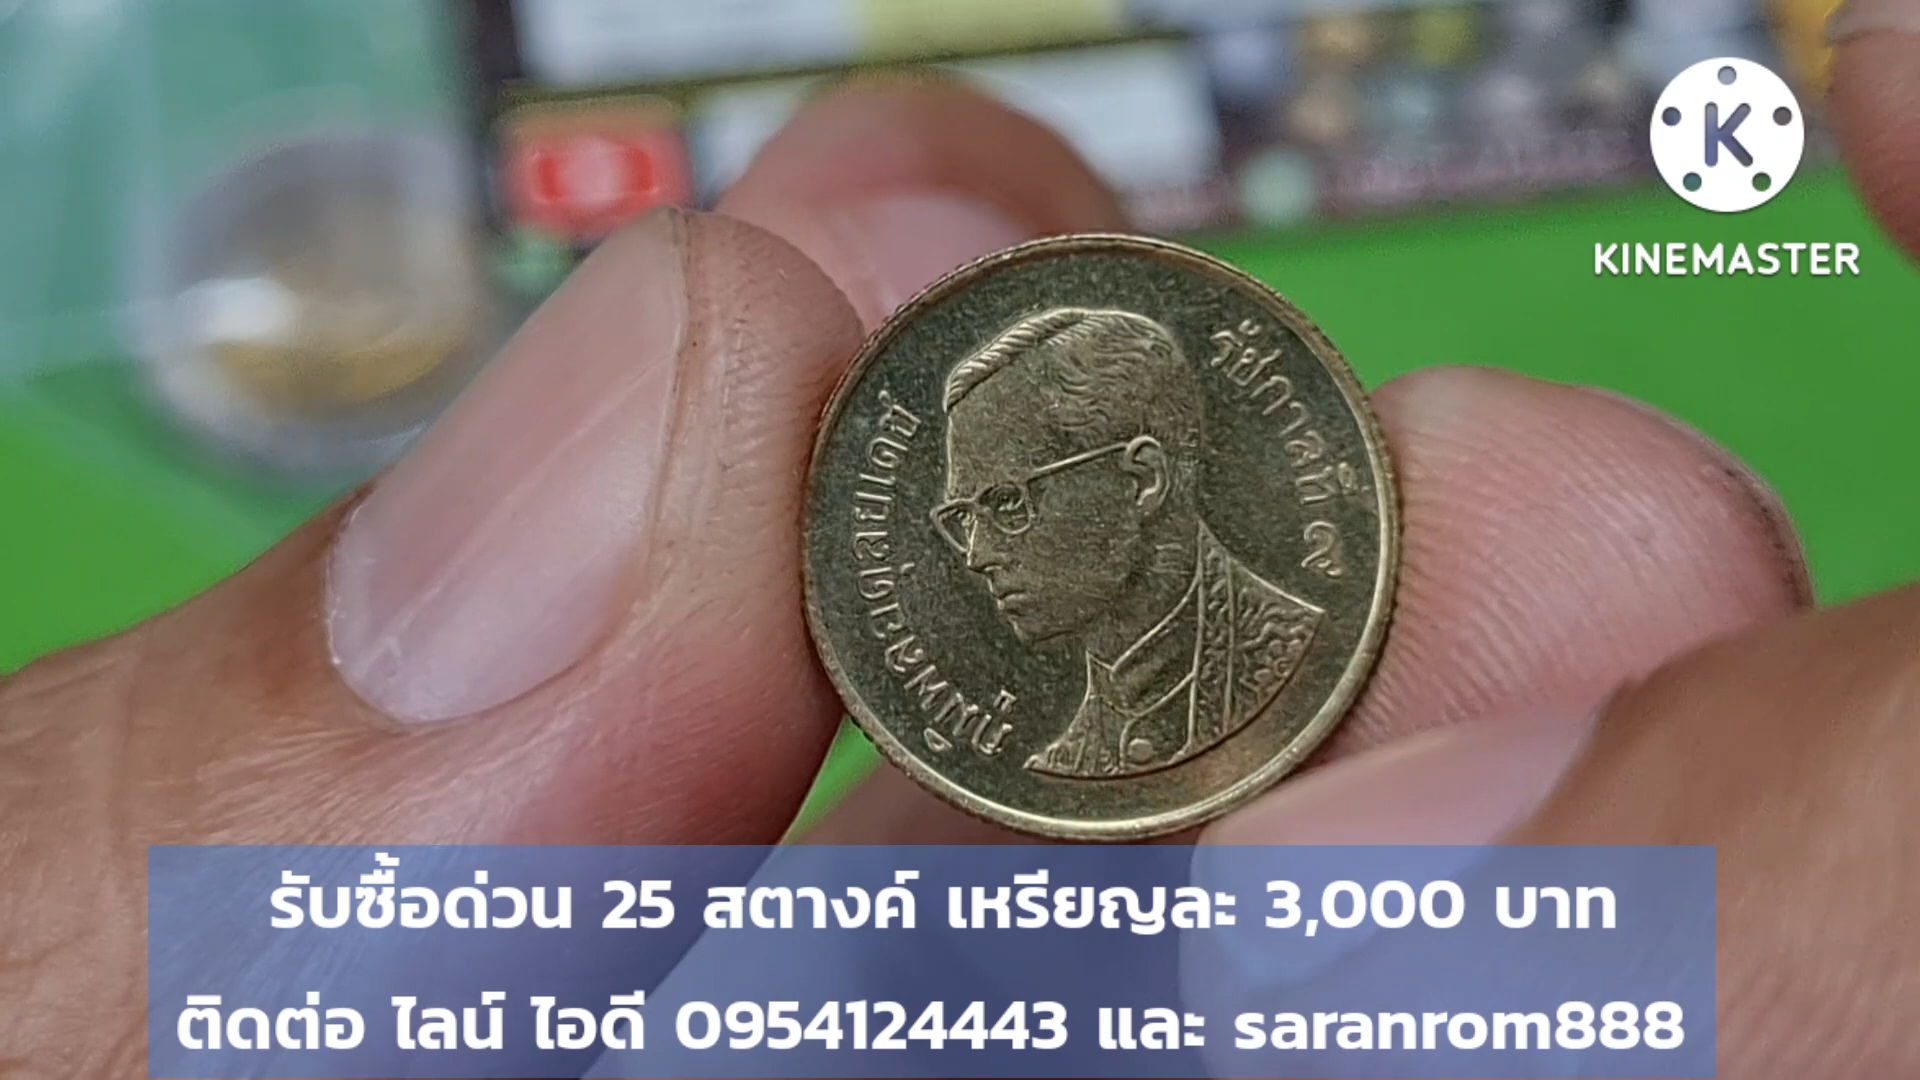 KINEMASTER
ภูมิพลอดุลยเดช
รัชกาลที่ ๙
รับซื้อด่วน 25 สตางค์ เหรียญละ 3,000 บาท
ติดต่อ ไลน์ ไอดี 0954124443 และ saranrom888